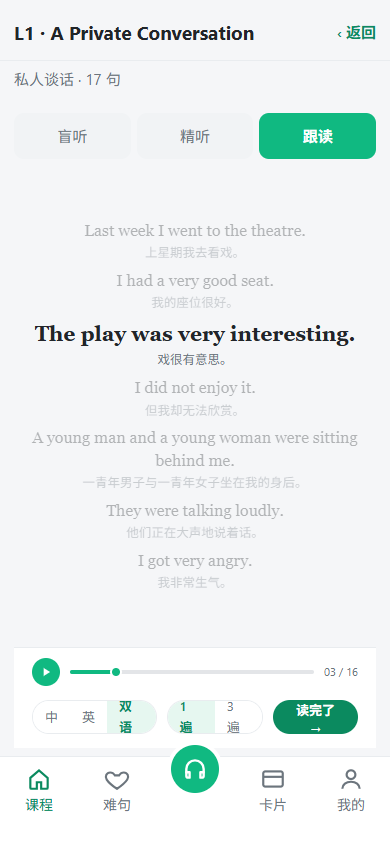 L1 · A Private Conversation
‹ 返回
私人谈话 · 17 句
盲听
精听
跟读
Last week I went to the theatre.
上星期我去看戏。
I had a very good seat.
我的座位很好。
The play was very interesting.
戏很有意思。
I did not enjoy it.
但我却无法欣赏。
A young man and a young woman were sitting
behind me.
一青年男子与一青年女子坐在我的身后。
They were talking loudly.
他们正在大声地说着话。
I got very angry.
我非常生气。
03 / 16
中
英
双
语
1
遍
3
遍
读完了
→
课程
难句
卡片
我的